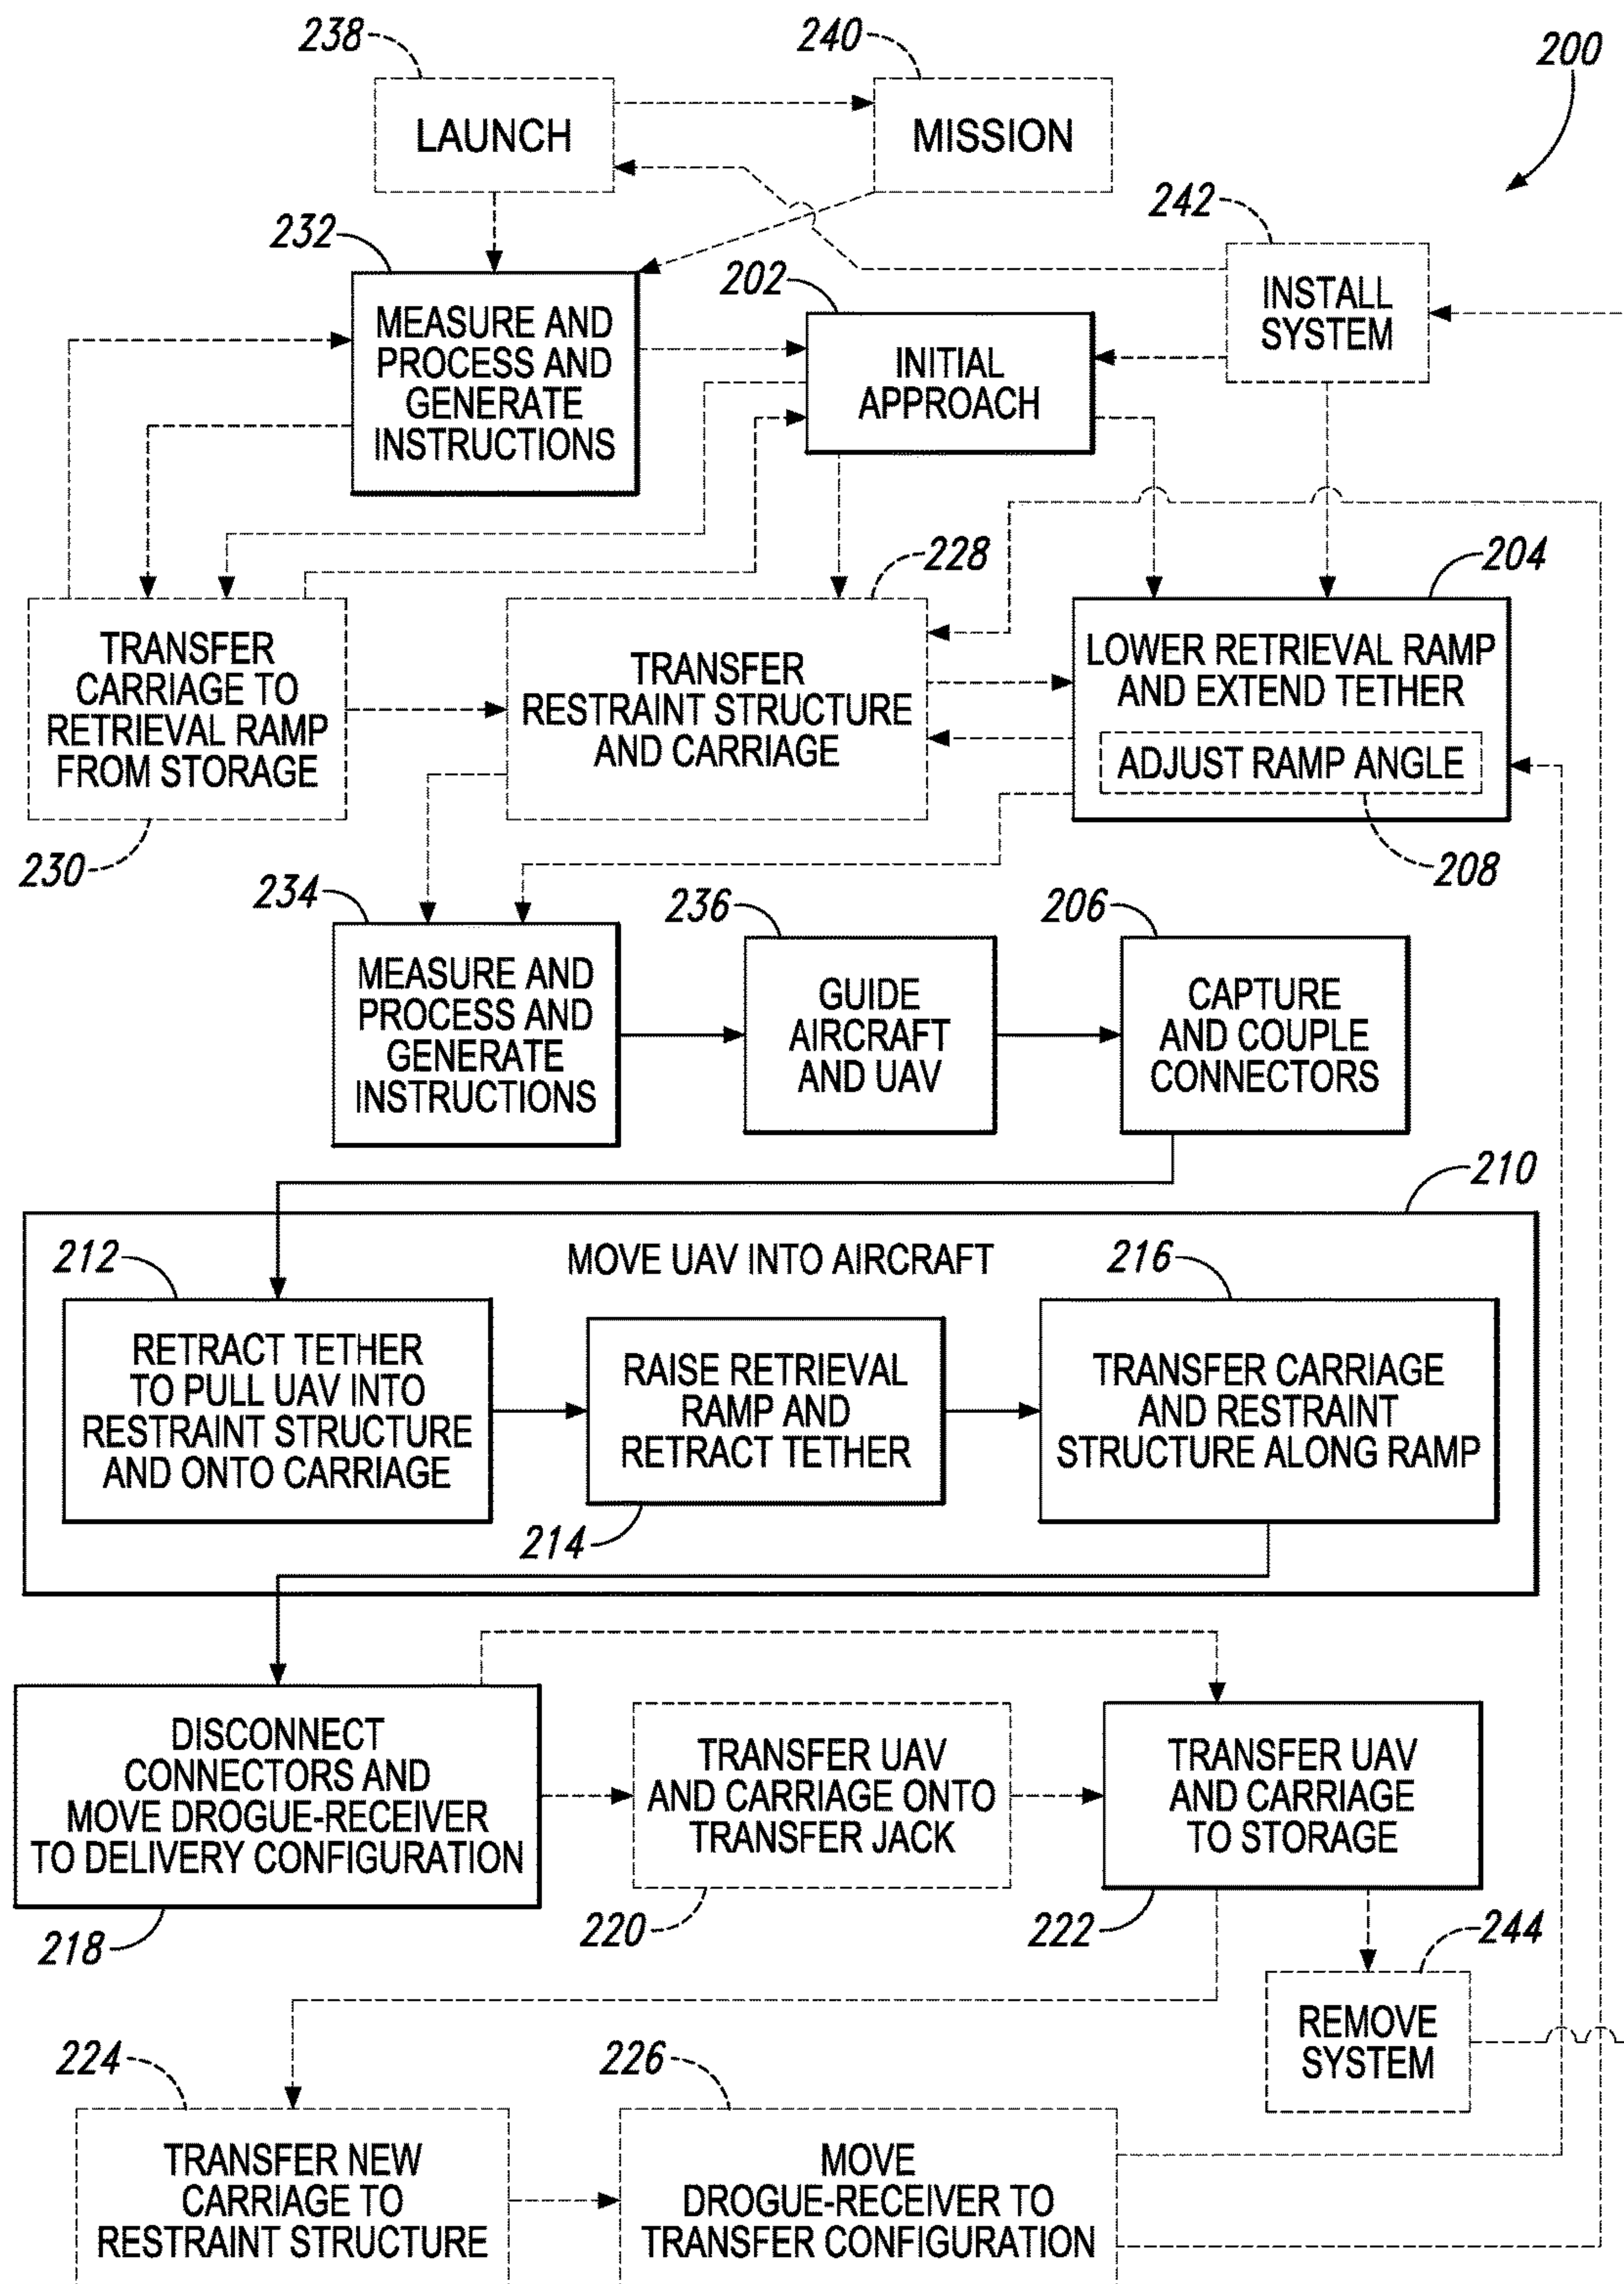 238
240
200
LAUNCH
MISSION
242
232
202
INSTALL
SYSTEM
MEASURE AND
PROCESS AND
GENERATE
INSTRUCTIONS
INITIAL
APPROACH
228
204
TRANSFER
CARRIAGE TO
RETRIEVAL RAMP
FROM STORAGE
TRANSFER
RESTRAINT STRUCTURE
AND CARRIAGE
LOWER RETRIEVAL RAMP
AND EXTEND TETHER
ADJUST RAMP ANGLE
230
208
234
236
206
MEASURE AND
PROCESS AND
GENERATE
INSTRUCTIONS
GUIDE
AIRCRAFT
AND UAV
CAPTURE
AND COUPLE
CONNECTORS
210
MOVE UAV INTO AIRCRAFT
212
216
RETRACT TETHER
TO PULL UAV INTO
RESTRAINT STRUCTURE
AND ONTO CARRIAGE
RAISE RETRIEVAL
RAMP AND
RETRACT TETHER
TRANSFER CARRIAGE
AND RESTRAINT
STRUCTURE ALONG RAMP
214
DISCONNECT
CONNECTORS AND
MOVE DROGUE-RECEIVER
TO DELIVERY CONFIGURATION
TRANSFER UAV
AND CARRIAGE ONTO
TRANSFER JACK
TRANSFER UAV
AND CARRIAGE
TO STORAGE
218
220
222
244
REMOVE
SYSTEM
224
226
TRANSFER NEW
CARRIAGE TO
RESTRAINT STRUCTURE
MOVE
DROGUE-RECEIVER TO
TRANSFER CONFIGURATION